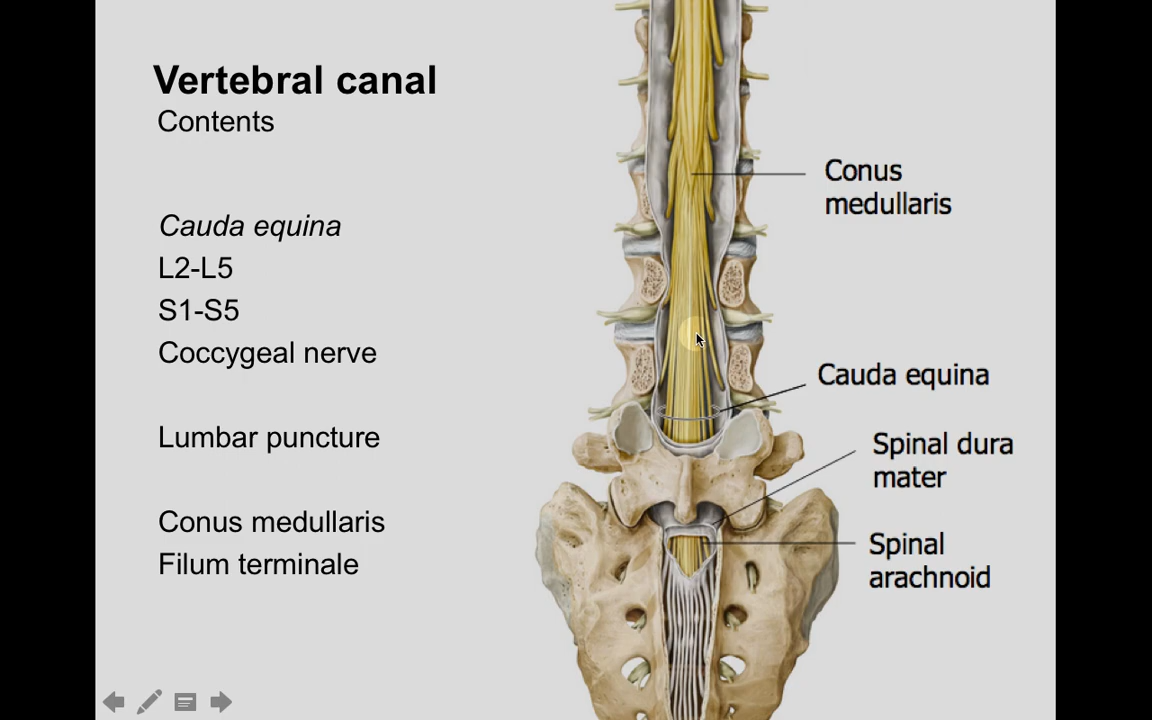 Vertebral canal
Contents
Cauda equina
L2-L5
S1-S5
Coccygeal nerve
Lumbar puncture
Conus medullaris
Filum terminale
Conus
medullaris
Cauda equina
Spinal dura
mater
Spinal
arachnoid